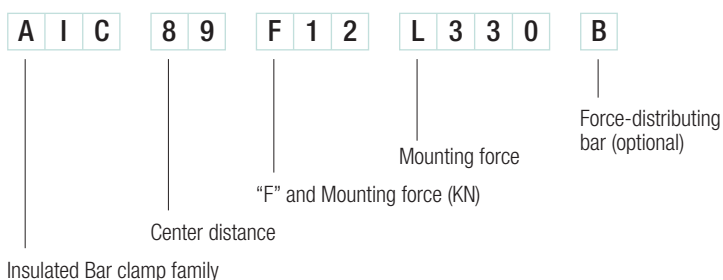 A I C 8 9 F 1 2 L 3 3 0 B
Force-distributing
bar (optional)
Mounting force
“F” and Mounting force (KN)
Center distance
Insulated Bar clamp family